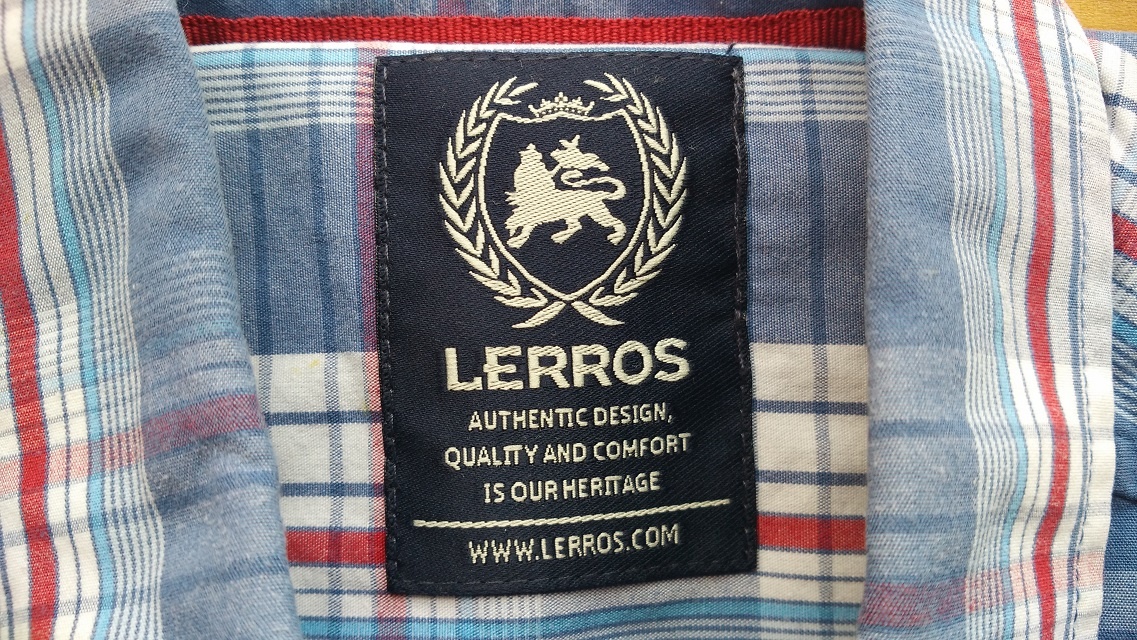 LERROS
AUTHENTIC DESIGN,
QUALITY AND COMFORT
IS OUR HERITAGE
WWW.LERROS.COM